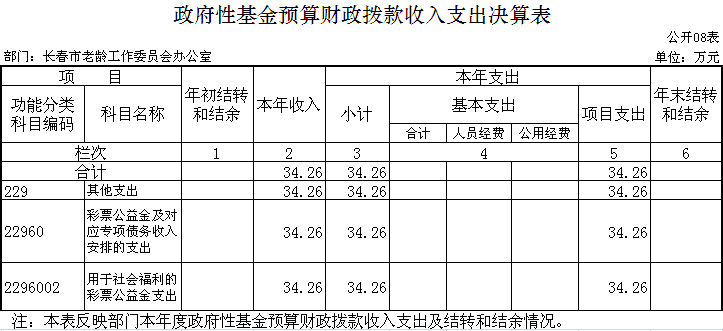 政府性基金预算财政拨款收入支出决算表
公开08表
部门：长春市老龄工作委员会办公室 单位：万元
项 目 年初结转和结余 本年收入 本年支出 年末结转和结余
功能分类科目编码 科目名称 小计 基本支出 项目支出
合计 人员经费 公用经费
栏次 1 2 3 4 5 6
合计 34.26 34.26 34.26
229 其他支出 34.26 34.26 34.26
22960 彩票公益金及对应专项债务收入安排的支出 34.26 34.26 34.26
2296002 用于社会福利的彩票公益金支出 34.26 34.26 34.26
注：本表反映部门本年度政府性基金预算财政拨款收入支出及结转和结余情况。